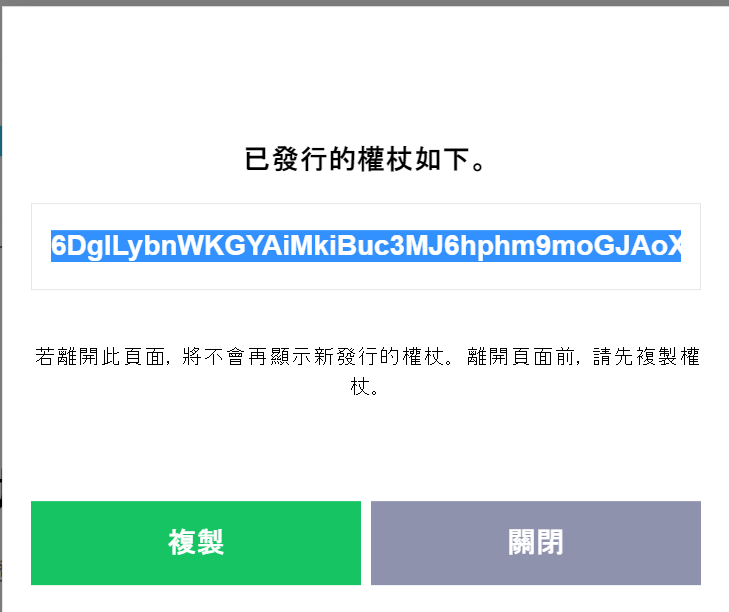 已發行的權杖如下。
6DglLybnWKGYAiMkiBuc3MJ6hphm9moGJAoX
若離開此頁面, 將不會再顯示新發行的權杖。離開頁面前, 請先複製權
杖。
複製
關閉